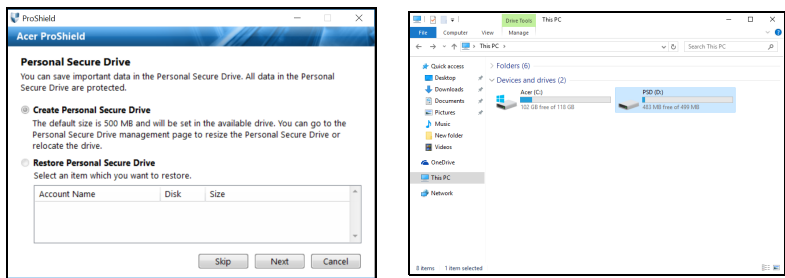 ProShield
Acer ProShield
Personal Secure Drive
You can save important data in the Personal Secure Drive. All data in the Personal
Secure Drive are protected.
Create Personal Secure Drive
The default size is 500 MB and will be set in the available drive. You can go to the
Personal Secure Drive management page to resize the Personal Secure Drive or
relocate the drive.
Restore Personal Secure Drive
Select an item which you want to restore.
Account Name Disk Size
Skip Next Cancel
Drive Tools This PC
File Computer View Manage
This PC
Search This PC
Quick access
Desktop
Downloads
Documents
Pictures
Music
New folder
Videos
OneDrive
This PC
Network
Folders (6)
Devices and drives (2)
Acer (C:)
102 GB free of 118 GB
PSD (D:)
483 MB free of 499 MB
8 items 1 item selected